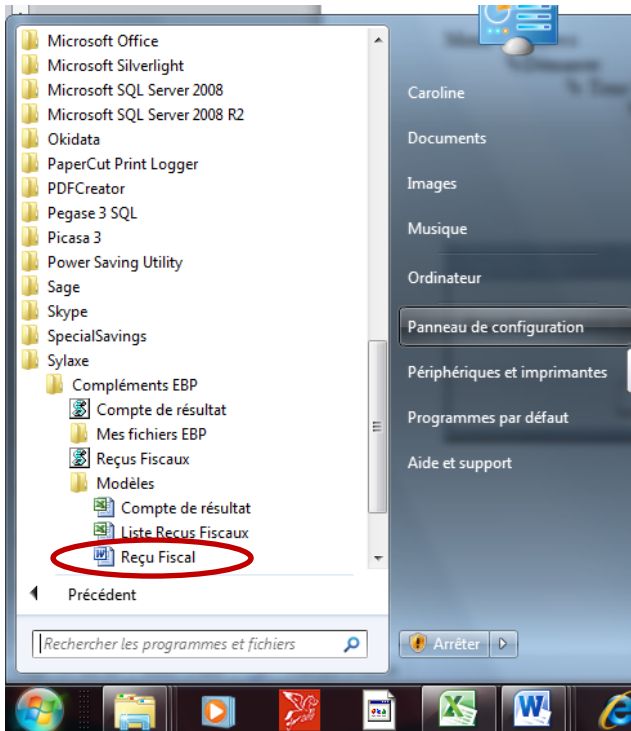 Microsoft Office
Microsoft Silverlight
Microsoft SQL Server 2008
Microsoft SQL Server 2008 R2
Okidata
PaperCut Print Logger
PDFCreator
Pegase 3 SQL
Picasa 3
Power Saving Utility
Sage
Skype
SpecialSavings
Sylaxe
Compléments EBP
Compte de résultat
Mes fichiers EBP
Reçus Fiscaux
Modèles
Compte de résultat
Liste Recus Fiscaux
Reçu Fiscal
Précédent
Rechercher les programmes et fichiers
Caroline
Documents
Images
Musique
Ordinateur
Panneau de configuration
Périphériques et imprimantes
Programmes par défaut
Aide et support
Arrêter